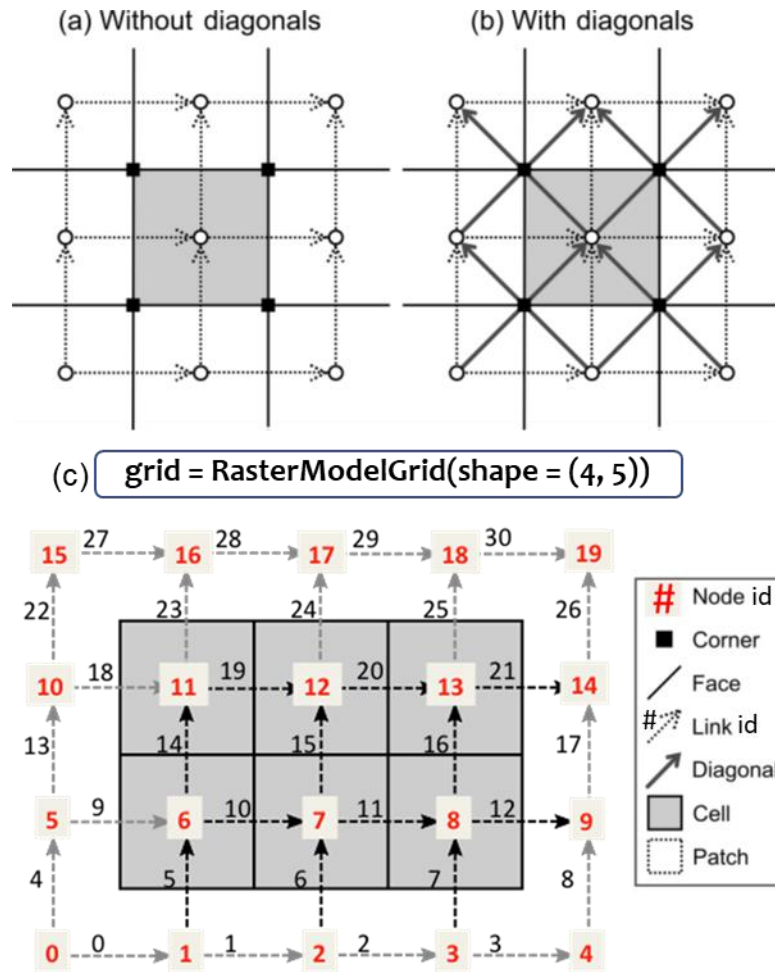 (a) Without diagonals
(b) With diagonals
(c) grid = RasterModelGrid(shape = (4, 5))
15 27 16 28 17 29 18 30 19
22 23 24 25 26
10 18 11 19 12 20 13 21 14
13 14 15 16 17
5 9 6 10 7 11 8 12 9
4 5 6 7 8
0 0 1 1 2 2 3 3 4
# Node id
Corner
Face
# Link id
Diagonal
Cell
Patch